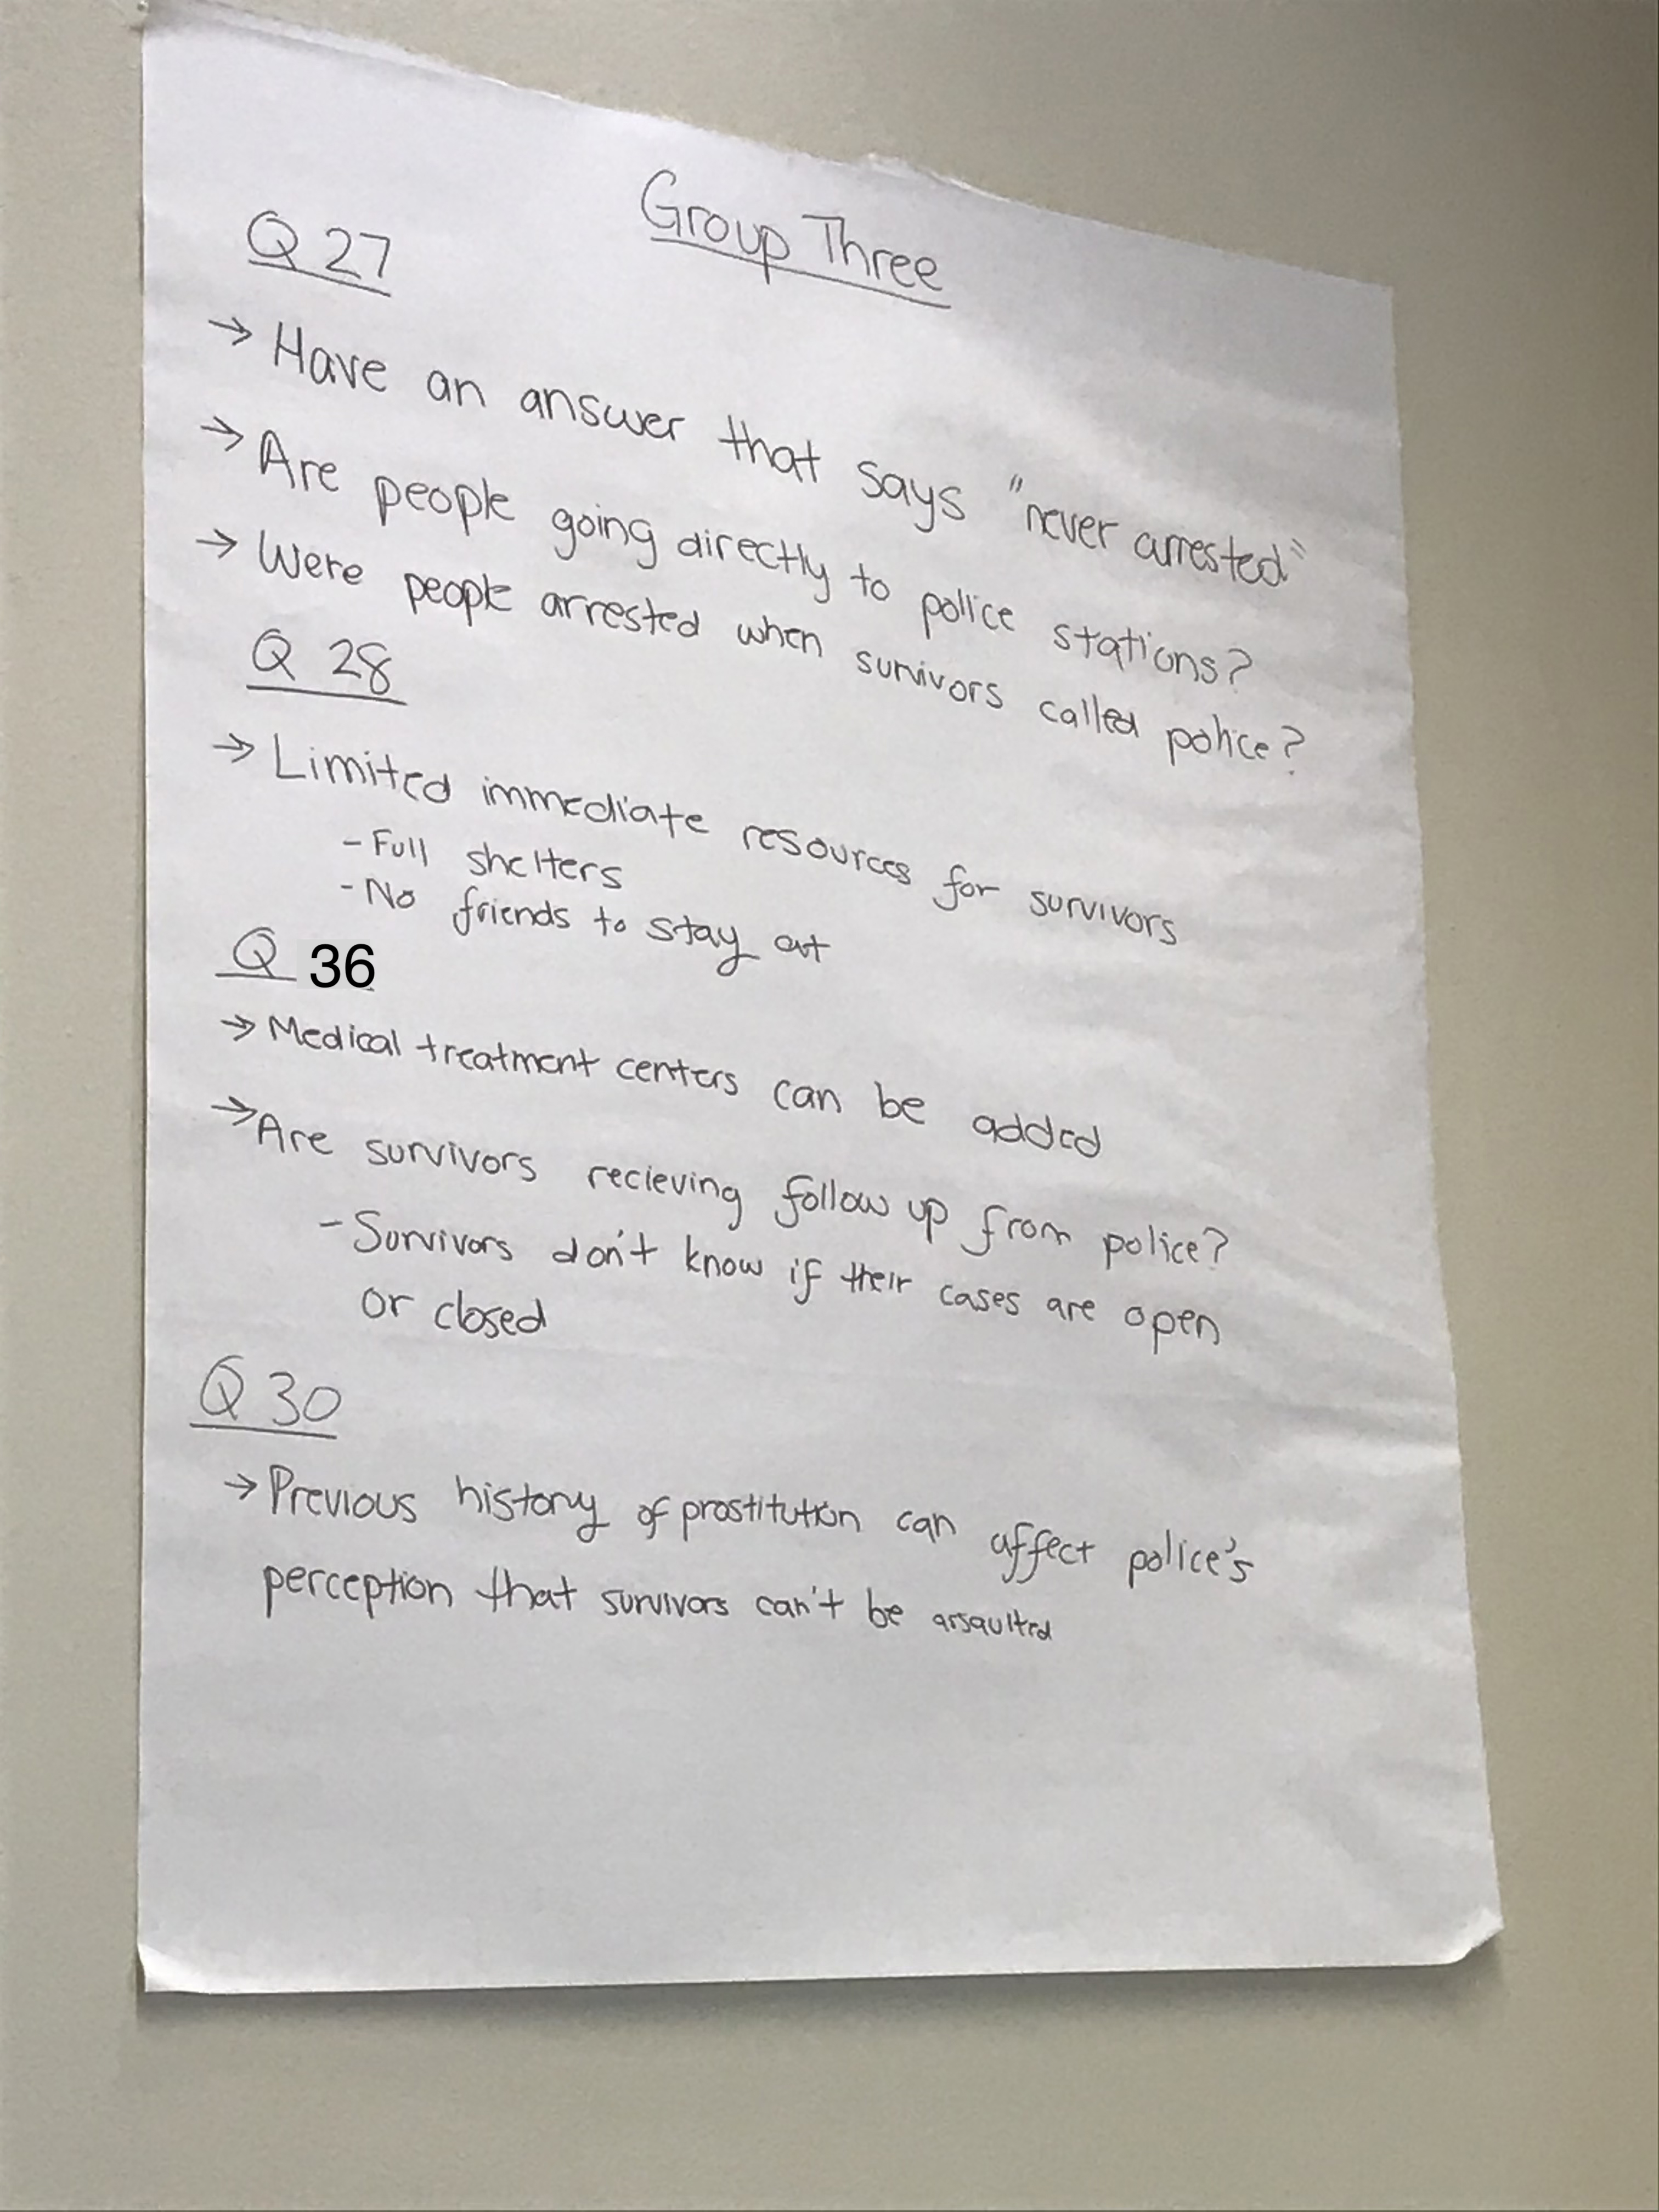 Group Three
Q 27
→ Have an answer that says "never arrested"
→ Are people going directly to police stations?
→ Were people arrested when survivors called police?
Q 28
→ Limited immediate resources for survivors
- Full shelters
- No friends to stay at
Q 36
→ Medical treatment centers can be added
→ Are survivors recieving follow up from police?
- Survivors don't know if their cases are open
or closed
Q 30
→ Previous history of prostitution can affect police's
perception that survivors can't be assaulted